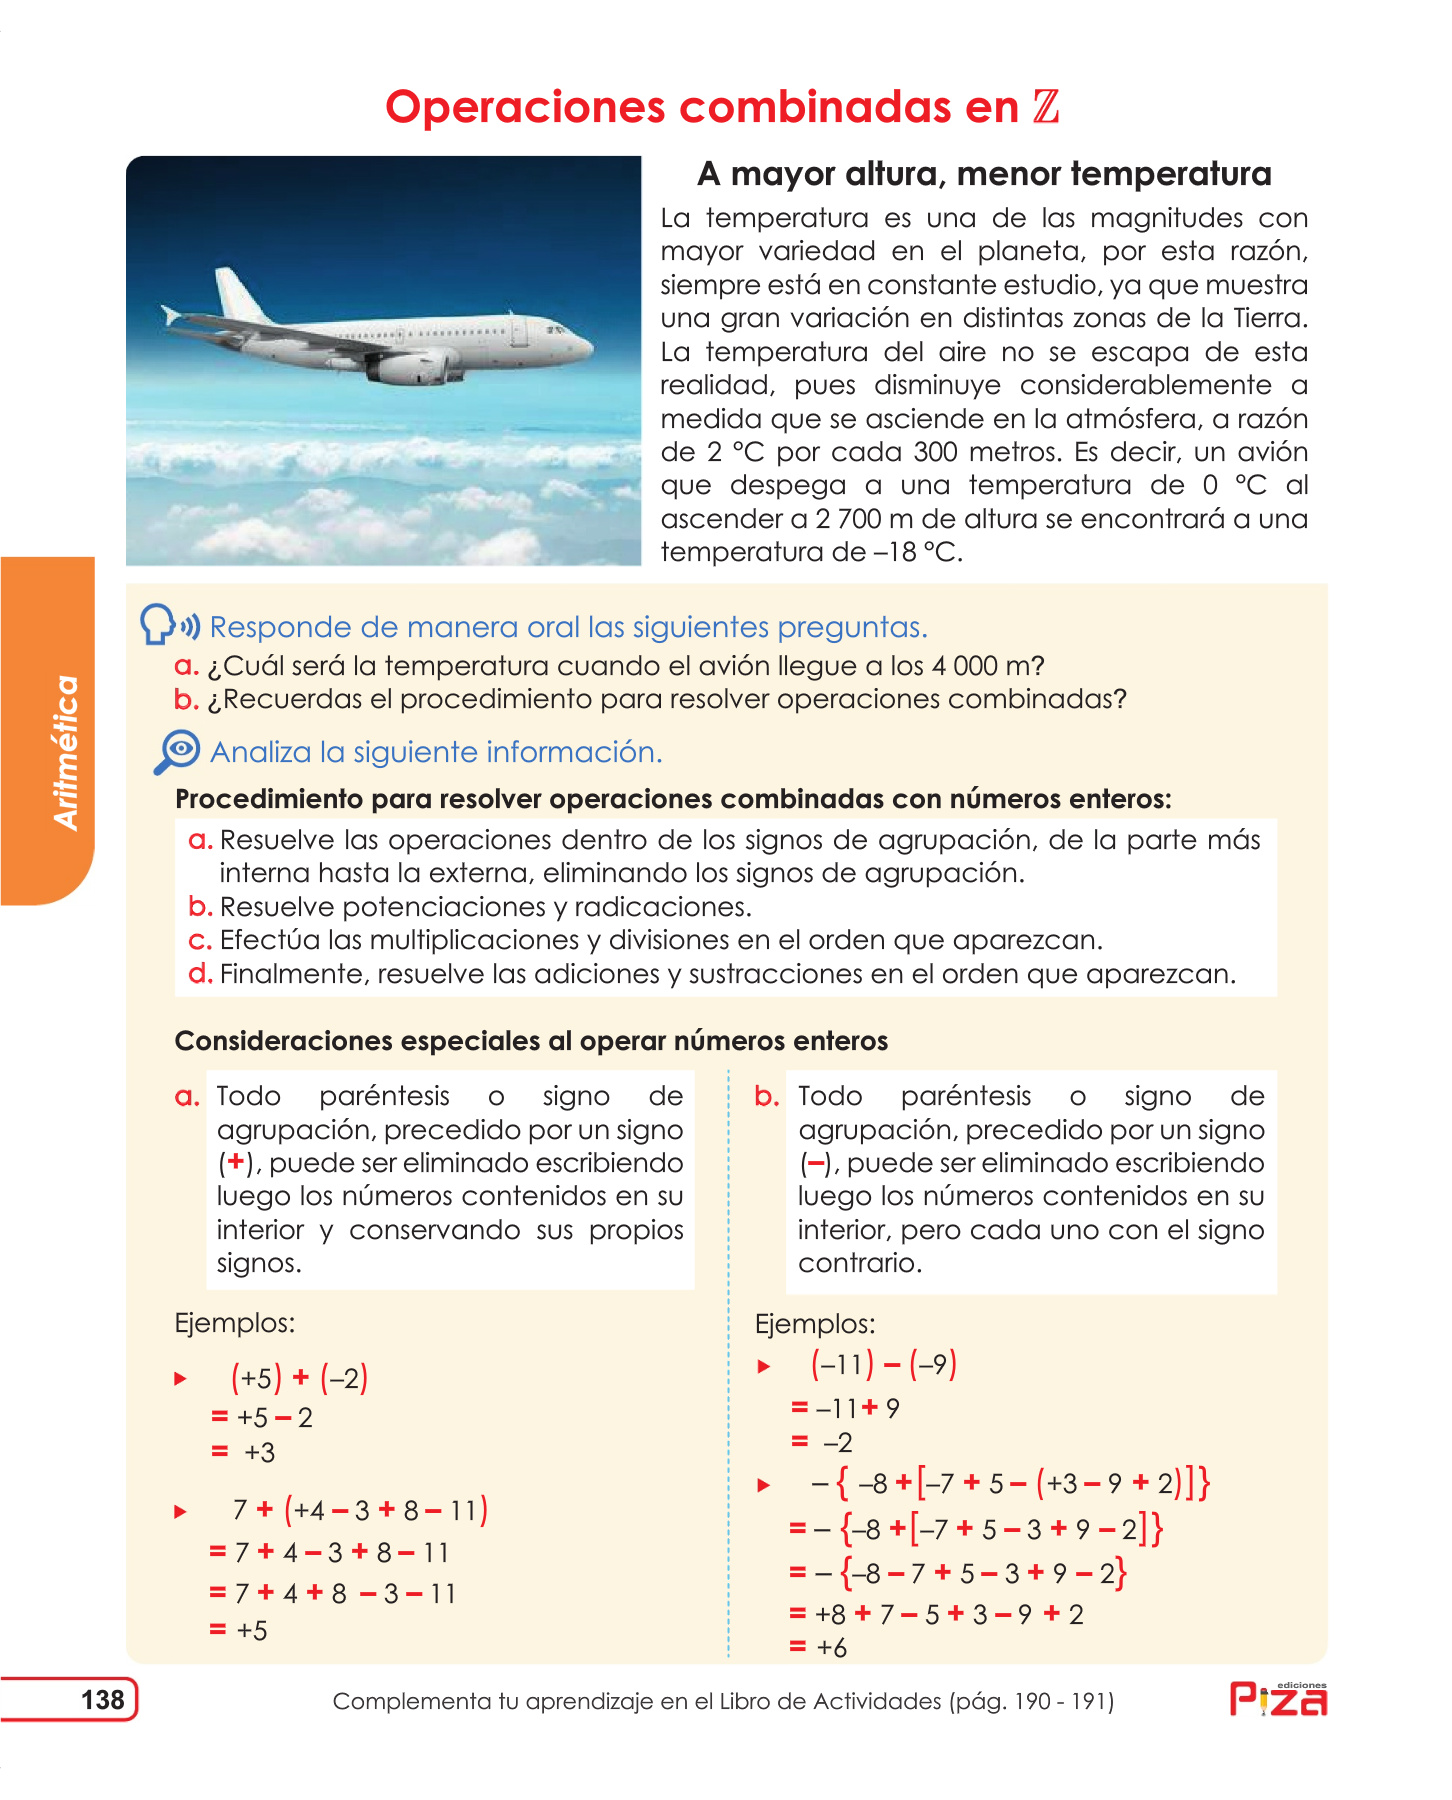 Operaciones combinadas en ℤ
A mayor altura, menor temperatura
La temperatura es una de las magnitudes con
mayor variedad en el planeta, por esta razón,
siempre está en constante estudio, ya que muestra
una gran variación en distintas zonas de la Tierra.
La temperatura del aire no se escapa de esta
realidad, pues disminuye considerablemente a
medida que se asciende en la atmósfera, a razón
de 2 °C por cada 300 metros. Es decir, un avión
que despega a una temperatura de 0 °C al
ascender a 2 700 m de altura se encontrará a una
temperatura de –18 °C.
Aritmética
Responde de manera oral las siguientes preguntas.
a. ¿Cuál será la temperatura cuando el avión llegue a los 4 000 m?
b. ¿Recuerdas el procedimiento para resolver operaciones combinadas?
Analiza la siguiente información.
Procedimiento para resolver operaciones combinadas con números enteros:
a. Resuelve las operaciones dentro de los signos de agrupación, de la parte más
interna hasta la externa, eliminando los signos de agrupación.
b. Resuelve potenciaciones y radicaciones.
c. Efectúa las multiplicaciones y divisiones en el orden que aparezcan.
d. Finalmente, resuelve las adiciones y sustracciones en el orden que aparezcan.
Consideraciones especiales al operar números enteros
a. Todo paréntesis o signo de
agrupación, precedido por un signo
(+), puede ser eliminado escribiendo
luego los números contenidos en su
interior y conservando sus propios
signos.
Ejemplos:
(+5) + (–2)
= +5 – 2
= +3
7 + (+4 – 3 + 8 – 11)
= 7 + 4 – 3 + 8 – 11
= 7 + 4 + 8 – 3 – 11
= +5
b. Todo paréntesis o signo de
agrupación, precedido por un signo
(–), puede ser eliminado escribiendo
luego los números contenidos en su
interior, pero cada uno con el signo
contrario.
Ejemplos:
(–11) – (–9)
= –11 + 9
= –2
– { –8 + [–7 + 5 – (+3 – 9 + 2)]}
= – {–8 + [–7 + 5 – 3 + 9 – 2]}
= – {–8 – 7 + 5 – 3 + 9 – 2}
= +8 + 7 – 5 + 3 – 9 + 2
= +6
138
Complementa tu aprendizaje en el Libro de Actividades (pág. 190 - 191)
ediciones
Piza